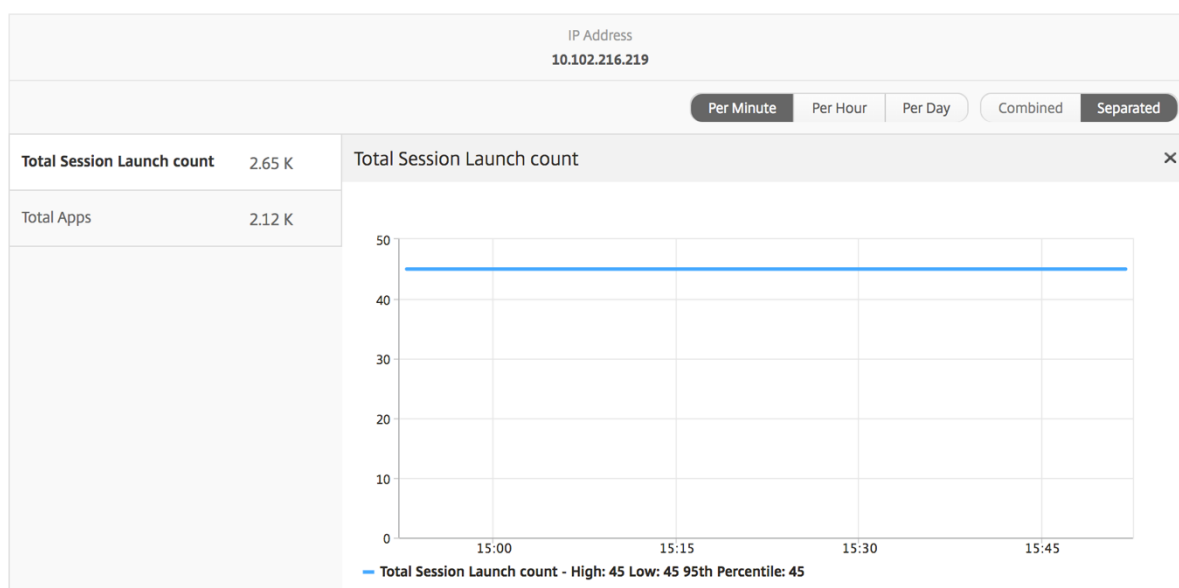 IP Address
10.102.216.219
Per Minute Per Hour Per Day Combined Separated
Total Session Launch count 2.65 K
Total Apps 2.12 K
Total Session Launch count ×
50
40
30
20
10
0
15:00 15:15 15:30 15:45
Total Session Launch count - High: 45 Low: 45 95th Percentile: 45